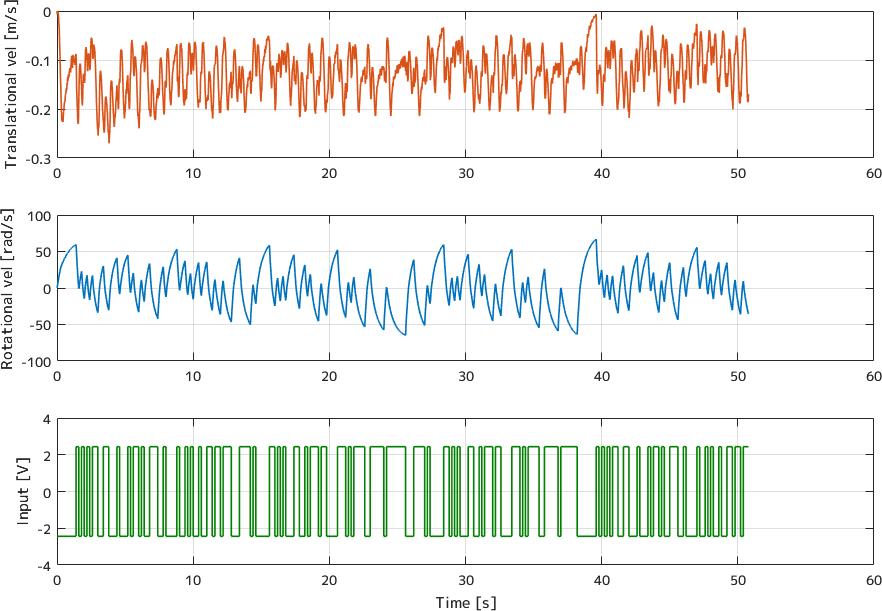 Translational vel [m/s]
0
-0.1
-0.2
-0.3
0 10 20 30 40 50 60
Rotational vel [rad/s]
100
50
0
-50
-100
0 10 20 30 40 50 60
Input [V]
4
2
0
-2
-4
0 10 20 30 40 50 60
Time [s]